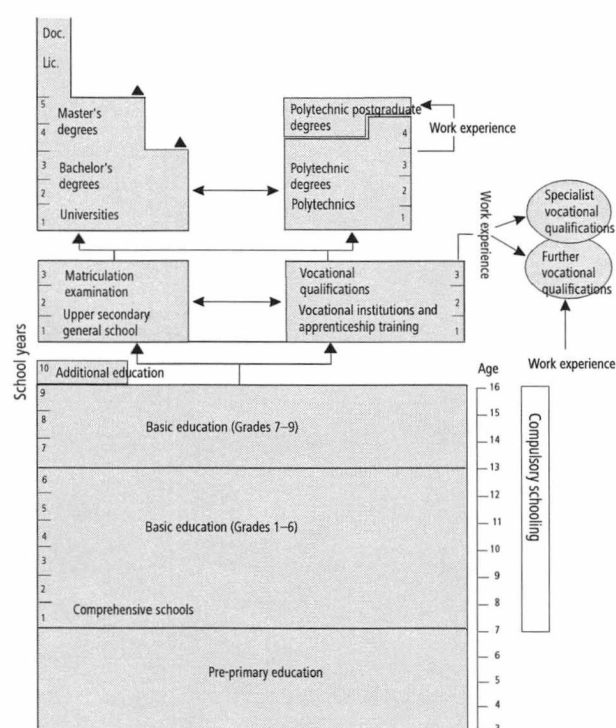 Doc.
Lic.
5
4
3
2
1
Master's
degrees
Bachelor's
degrees
Universities
Polytechnic postgraduate
degrees
4
3
2
1
Polytechnic
degrees
Polytechnics
Work experience
3
2
1
Matriculation
examination
Upper secondary
general school
Vocational
qualifications
Vocational institutions and
apprenticeship training
3
2
1
Work experience
Specialist
vocational
qualifications
Further
vocational
qualifications
Work experience
School years
10 Additional education
9
8
7
Basic education (Grades 7–9)
6
5
4
3
2
1
Basic education (Grades 1–6)
Comprehensive schools
Pre-primary education
Age
16
15
14
13
12
11
10
9
8
7
6
5
4
3
Compulsory schooling